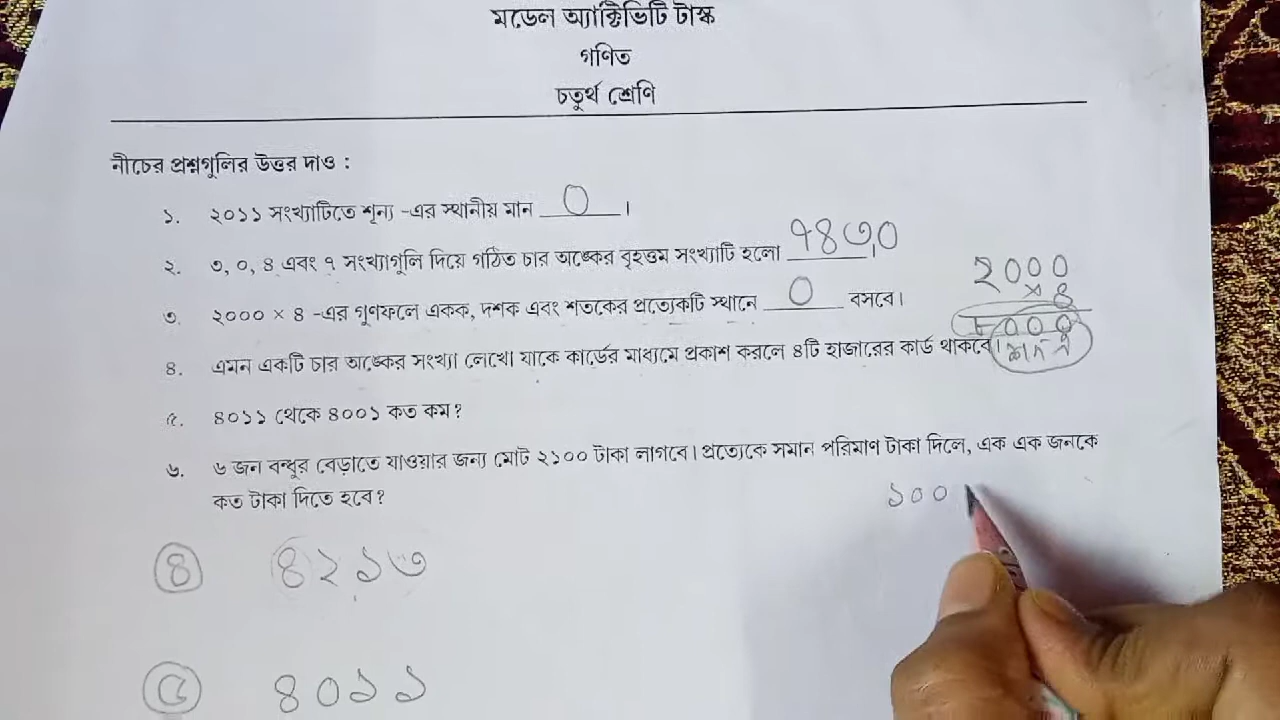 মডেল অ্যাক্টিভিটি টাস্ক
গণিত
চতুর্থ শ্রেণি
নীচের প্রশ্নগুলির উত্তর দাও :
১. ২০১১ সংখ্যাটিতে শূন্য -এর স্থানীয় মান ০ ।
২. ৩, ০, ৪ এবং ৭ সংখ্যাগুলি দিয়ে গঠিত চার অঙ্কের বৃহত্তম সংখ্যাটি হলো ৭৪৩০ ।
৩. ২০০০ × ৪ -এর গুণফলে একক, দশক এবং শতকের প্রত্যেকটি স্থানে ০ বসবে।
২০০০
× ৪
৮০০০
শ দ এ
৪. এমন একটি চার অঙ্কের সংখ্যা লেখো যাকে কার্ডের মাধ্যমে প্রকাশ করলে ৪টি হাজারের কার্ড থাকবে।
৫. ৪০১১ থেকে ৪০০১ কত কম?
৬. ৬ জন বন্ধুর বেড়াতে যাওয়ার জন্য মোট ২১০০ টাকা লাগবে। প্রত্যেকে সমান পরিমাণ টাকা দিলে, এক এক জনকে
কত টাকা দিতে হবে?
১০০
৪ ৪২১৩
৫ ৪০১১